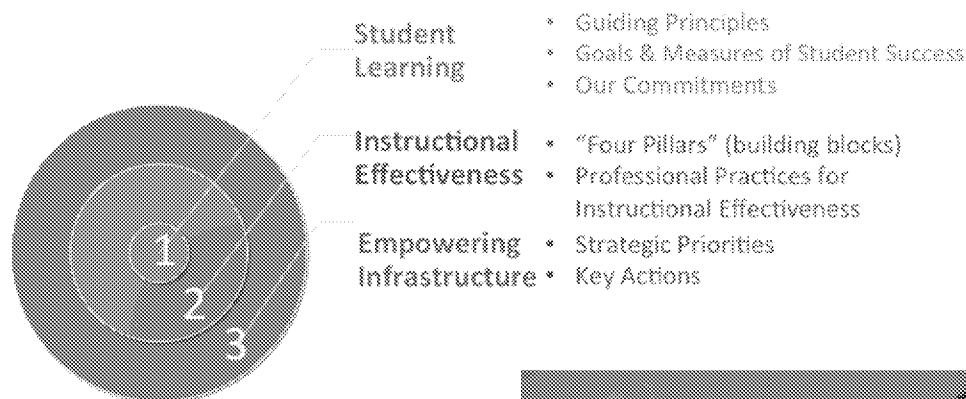 Student
Learning
• Guiding Principles
• Goals & Measures of Student Success
• Our Commitments
Instructional
Effectiveness
• "Four Pillars" (building blocks)
• Professional Practices for
Instructional Effectiveness
Empowering
Infrastructure
• Strategic Priorities
• Key Actions
1
2
3